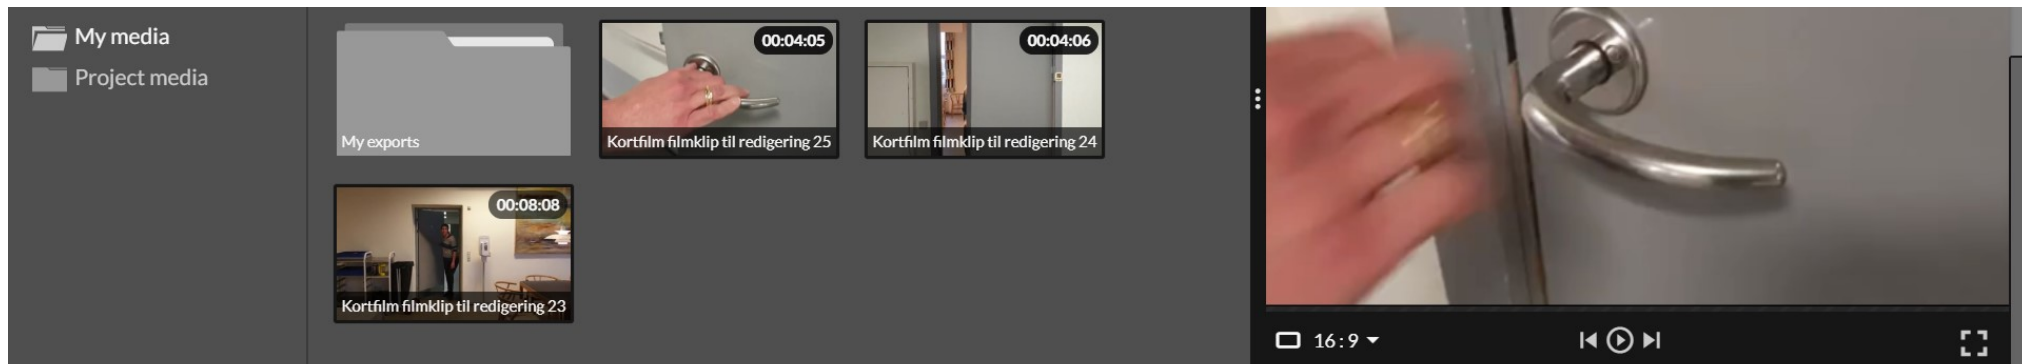 My media
Project media
My exports
00:04:05
Kortfilm filmklip til redigering 25
00:04:06
Kortfilm filmklip til redigering 24
00:08:08
Kortfilm filmklip til redigering 23
16:9